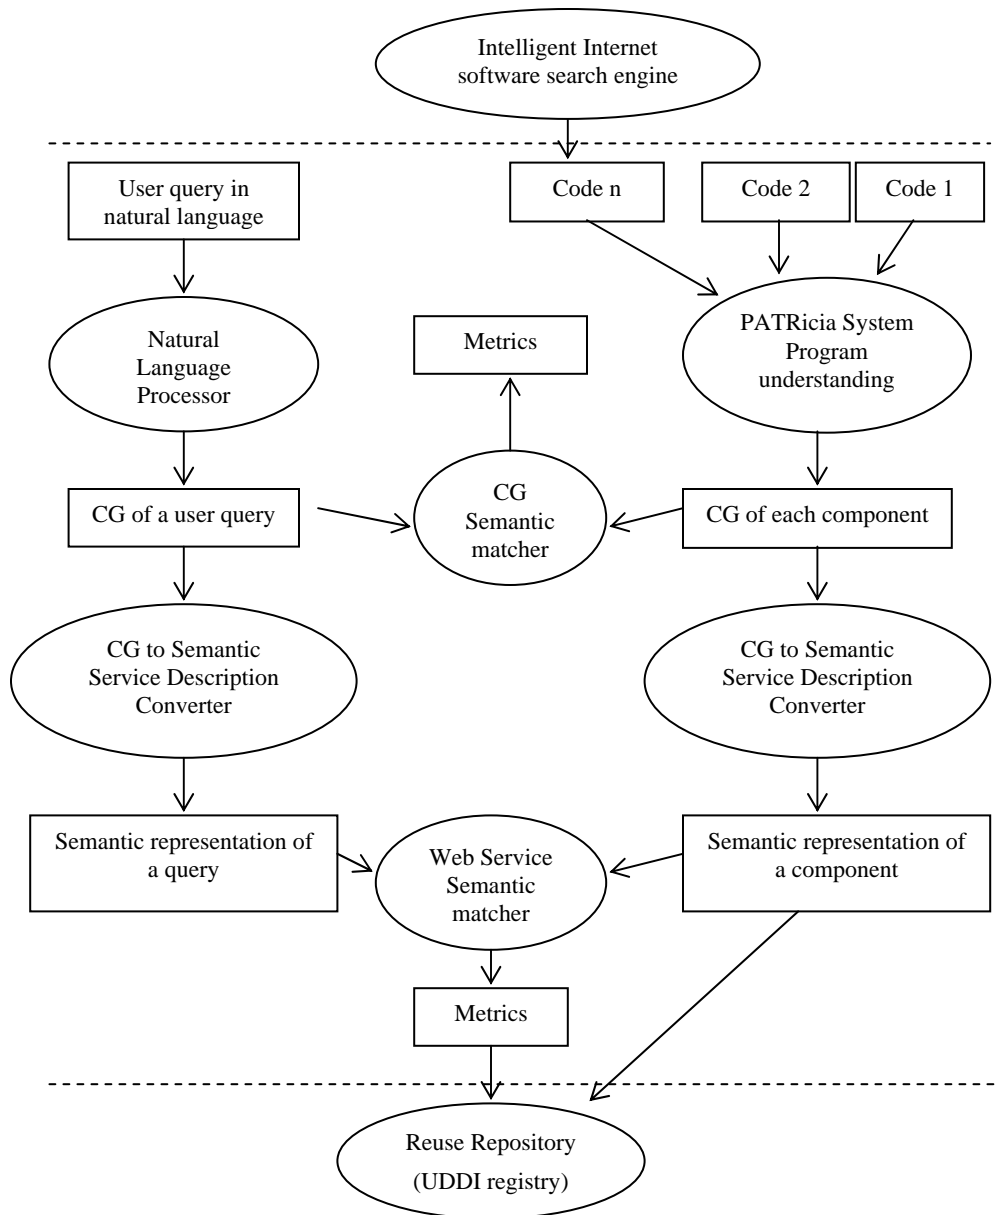 Intelligent Internet
software search engine
User query in
natural language
Code n
Code 2
Code 1
Natural
Language
Processor
Metrics
PATRicia System
Program
understanding
CG of a user query
CG
Semantic
matcher
CG of each component
CG to Semantic
Service Description
Converter
CG to Semantic
Service Description
Converter
Semantic representation of
a query
Web Service
Semantic
matcher
Semantic representation of
a component
Metrics
Reuse Repository
(UDDI registry)